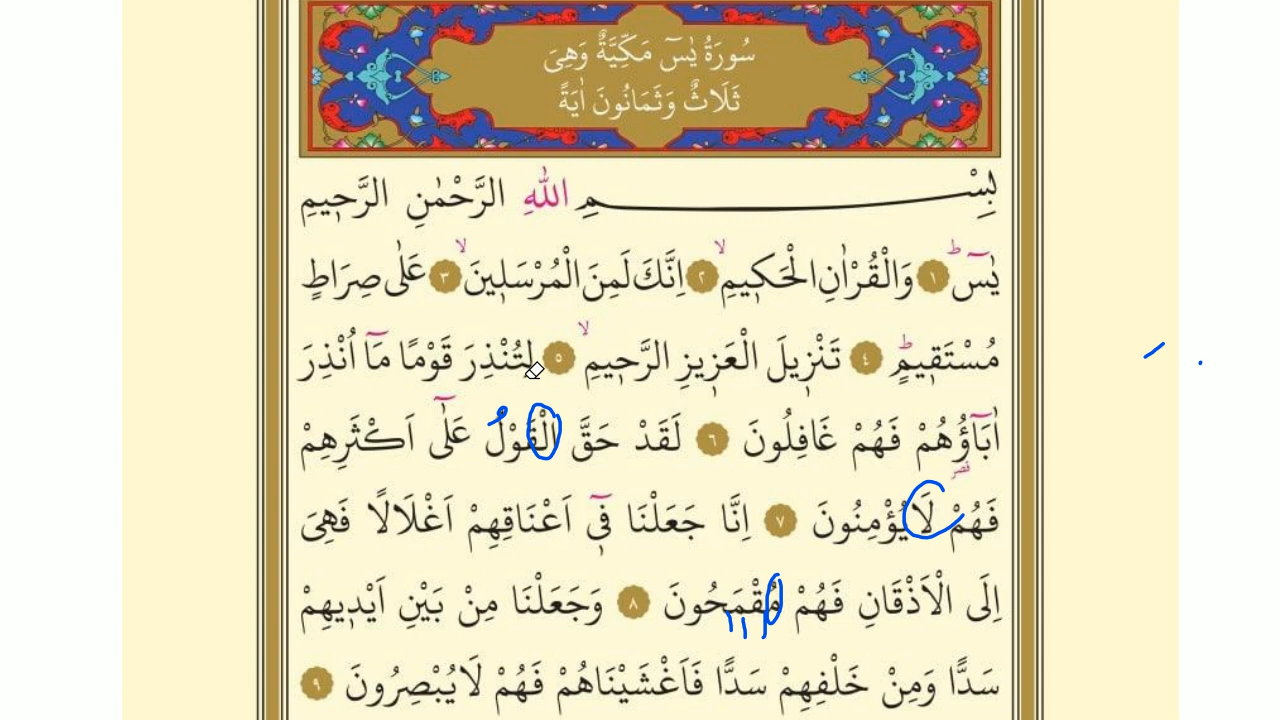 سُورَةُ يٰسٓ مَكِّيَّةٌ وَهِىَ
ثَلَاثٌ وَثَمَانُونَ اٰيَةً
بِسْمِ اللّٰهِ الرَّحْمٰنِ الرَّح۪يمِ
يٰسٓ ۜ ﴿١﴾ وَالْقُرْاٰنِ الْحَك۪يمِۙ ﴿٢﴾ اِنَّكَ لَمِنَ الْمُرْسَل۪ينَۙ ﴿٣﴾ عَلٰى صِرَاطٍ
مُسْتَق۪يمٍۜ ﴿٤﴾ تَنْز۪يلَ الْعَز۪يزِ الرَّح۪يمِۙ ﴿٥﴾ لِتُنْذِرَ قَوْمًا مَٓا اُنْذِرَ
اٰبَٓاؤُ۬هُمْ فَهُمْ غَافِلُونَ ﴿٦﴾ لَقَدْ حَقَّ الْقَوْلُ عَلٰٓى اَكْثَرِهِمْ
قصر
فَهُمْ لَا يُؤْمِنُونَ ﴿٧﴾ اِنَّا جَعَلْنَا ف۪ٓى اَعْنَاقِهِمْ اَغْلَالًا فَهِىَ
اِلَى الْاَذْقَانِ فَهُمْ مُقْمَحُونَ ﴿٨﴾ وَجَعَلْنَا مِنْ بَيْنِ اَيْد۪يهِمْ
سَدًّا وَمِنْ خَلْفِهِمْ سَدًّا فَاَغْشَيْنَاهُمْ فَهُمْ لَا يُبْصِرُونَ ﴿٩﴾